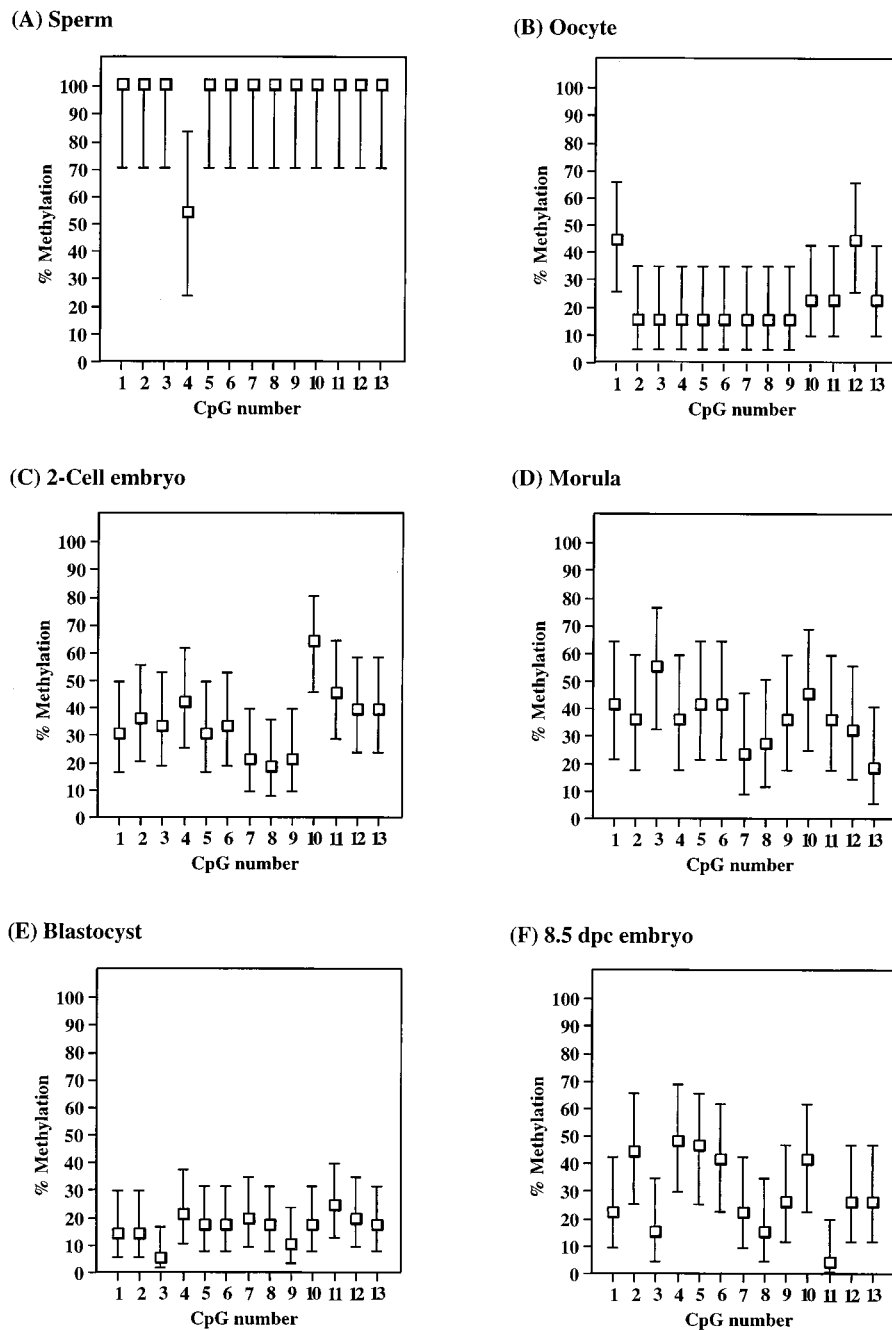 (A) Sperm
% Methylation
100
90
80
70
60
50
40
30
20
10
0
1 2 3 4 5 6 7 8 9 10 11 12 13
CpG number
(B) Oocyte
% Methylation
100
90
80
70
60
50
40
30
20
10
0
1 2 3 4 5 6 7 8 9 10 11 12 13
CpG number
(C) 2-Cell embryo
% Methylation
100
90
80
70
60
50
40
30
20
10
0
1 2 3 4 5 6 7 8 9 10 11 12 13
CpG number
(D) Morula
% Methylation
100
90
80
70
60
50
40
30
20
10
0
1 2 3 4 5 6 7 8 9 10 11 12 13
CpG number
(E) Blastocyst
% Methylation
100
90
80
70
60
50
40
30
20
10
0
1 2 3 4 5 6 7 8 9 10 11 12 13
CpG number
(F) 8.5 dpc embryo
% Methylation
100
90
80
70
60
50
40
30
20
10
0
1 2 3 4 5 6 7 8 9 10 11 12 13
CpG number